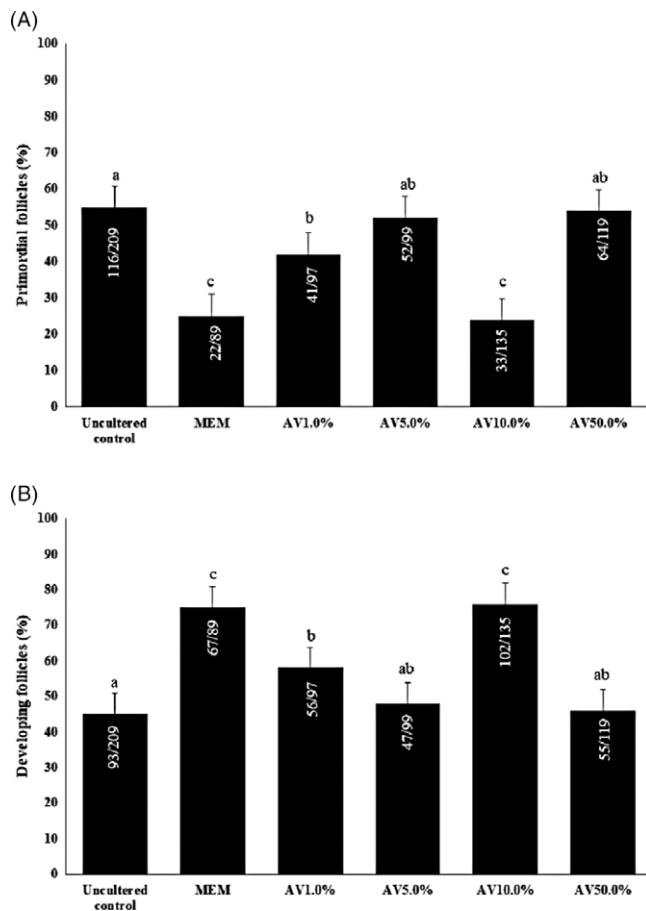 (A)
100
90
80
70
60
50
40
30
20
10
0
Primordial follicles (%)
a
c
b
ab
c
ab
116/209
22/89
41/97
52/99
33/135
64/119
Uncultered control
MEM
AV1.0%
AV5.0%
AV10.0%
AV50.0%
(B)
100
90
80
70
60
50
40
30
20
10
0
Developing follicles (%)
a
c
b
ab
c
ab
93/209
67/89
56/97
47/99
102/135
55/119
Uncultered control
MEM
AV1.0%
AV5.0%
AV10.0%
AV50.0%